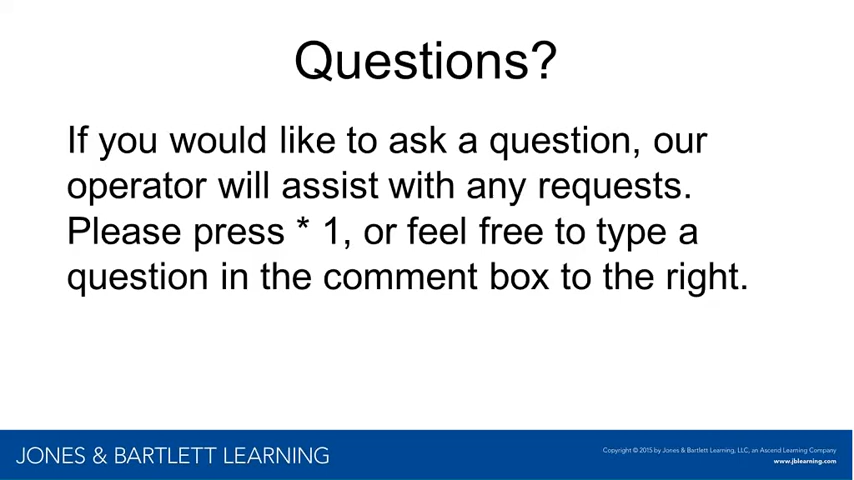 Questions?
If you would like to ask a question, our
operator will assist with any requests.
Please press * 1, or feel free to type a
question in the comment box to the right.
JONES & BARTLETT LEARNING
Copyright © 2015 by Jones & Bartlett Learning, LLC, an Ascend Learning Company
www.jblearning.com